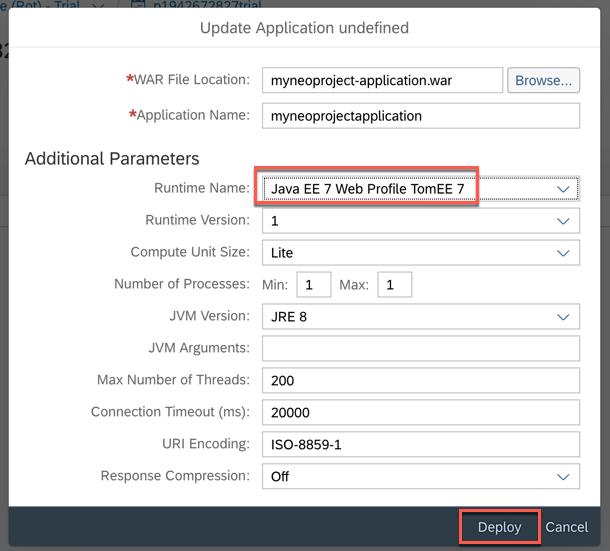 e (Rot) - Trial
p1942672827trial
Update Application undefined
*WAR File Location: myneoproject-application.war Browse...
*Application Name: myneoprojectapplication
Additional Parameters
Runtime Name: Java EE 7 Web Profile TomEE 7
Runtime Version: 1
Compute Unit Size: Lite
Number of Processes: Min: 1 Max: 1
JVM Version: JRE 8
JVM Arguments:
Max Number of Threads: 200
Connection Timeout (ms): 20000
URI Encoding: ISO-8859-1
Response Compression: Off
Deploy Cancel